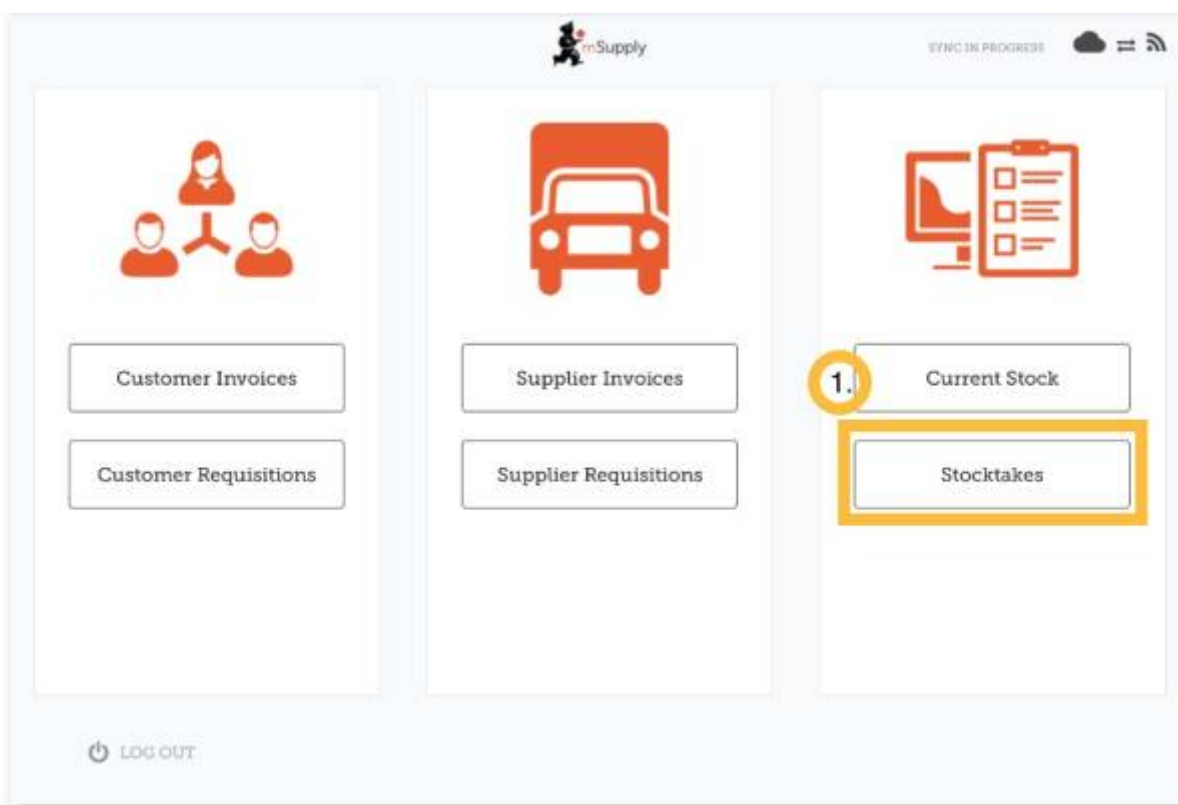 mSupply
SYNC IN PROGRESS
Customer Invoices
Supplier Invoices
1.
Current Stock
Customer Requisitions
Supplier Requisitions
Stocktakes
LOG OUT